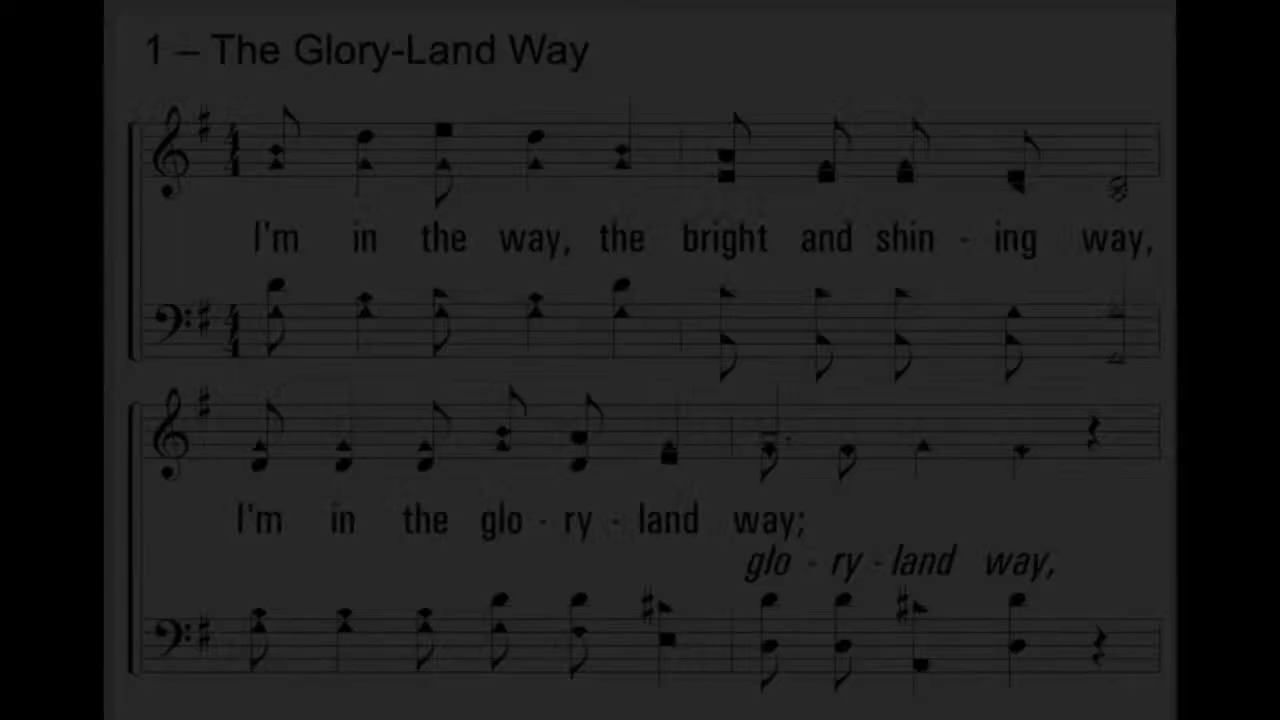 1 – The Glory-Land Way
I'm in the way, the bright and shin - ing way,
I'm in the glo - ry - land way;
glo - ry - land way,